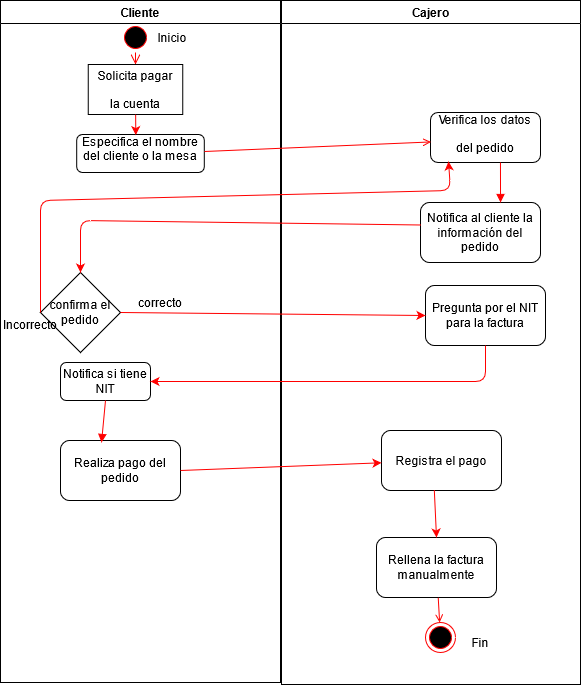 Cliente
Cajero
Inicio
Solicita pagar
la cuenta
Especifica el nombre
del cliente o la mesa
Verifica los datos
del pedido
Notifica al cliente la
información del
pedido
confirma el
pedido
correcto
Incorrecto
Pregunta por el NIT
para la factura
Notifica si tiene
NIT
Realiza pago del
pedido
Registra el pago
Rellena la factura
manualmente
Fin